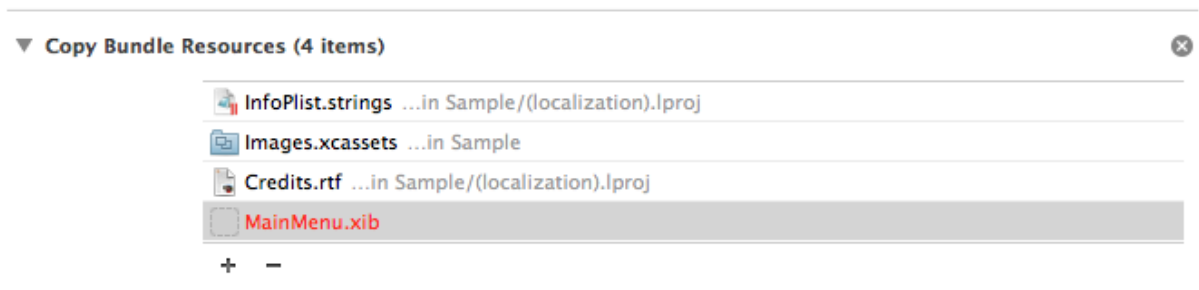 Copy Bundle Resources (4 items)
InfoPlist.strings ...in Sample/(localization).lproj
Images.xcassets ...in Sample
Credits.rtf ...in Sample/(localization).lproj
MainMenu.xib